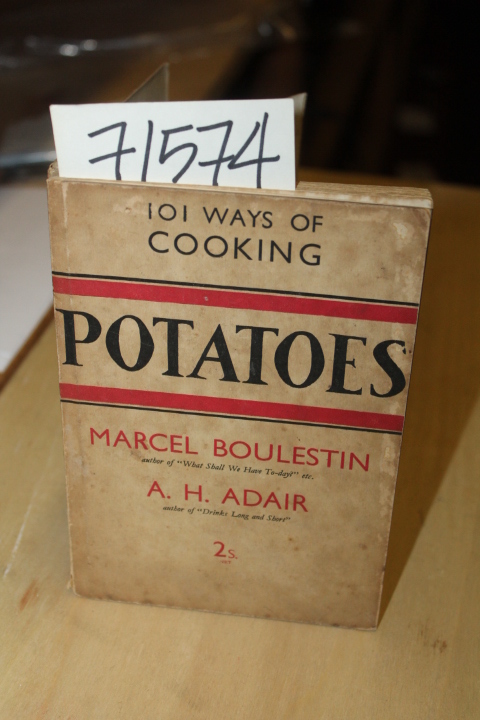 71574
101 WAYS OF
COOKING
POTATOES
MARCEL BOULESTIN
author of "What Shall We Have To-day?" etc.
A. H. ADAIR
author of "Drinks Long and Short"
2s.
NET